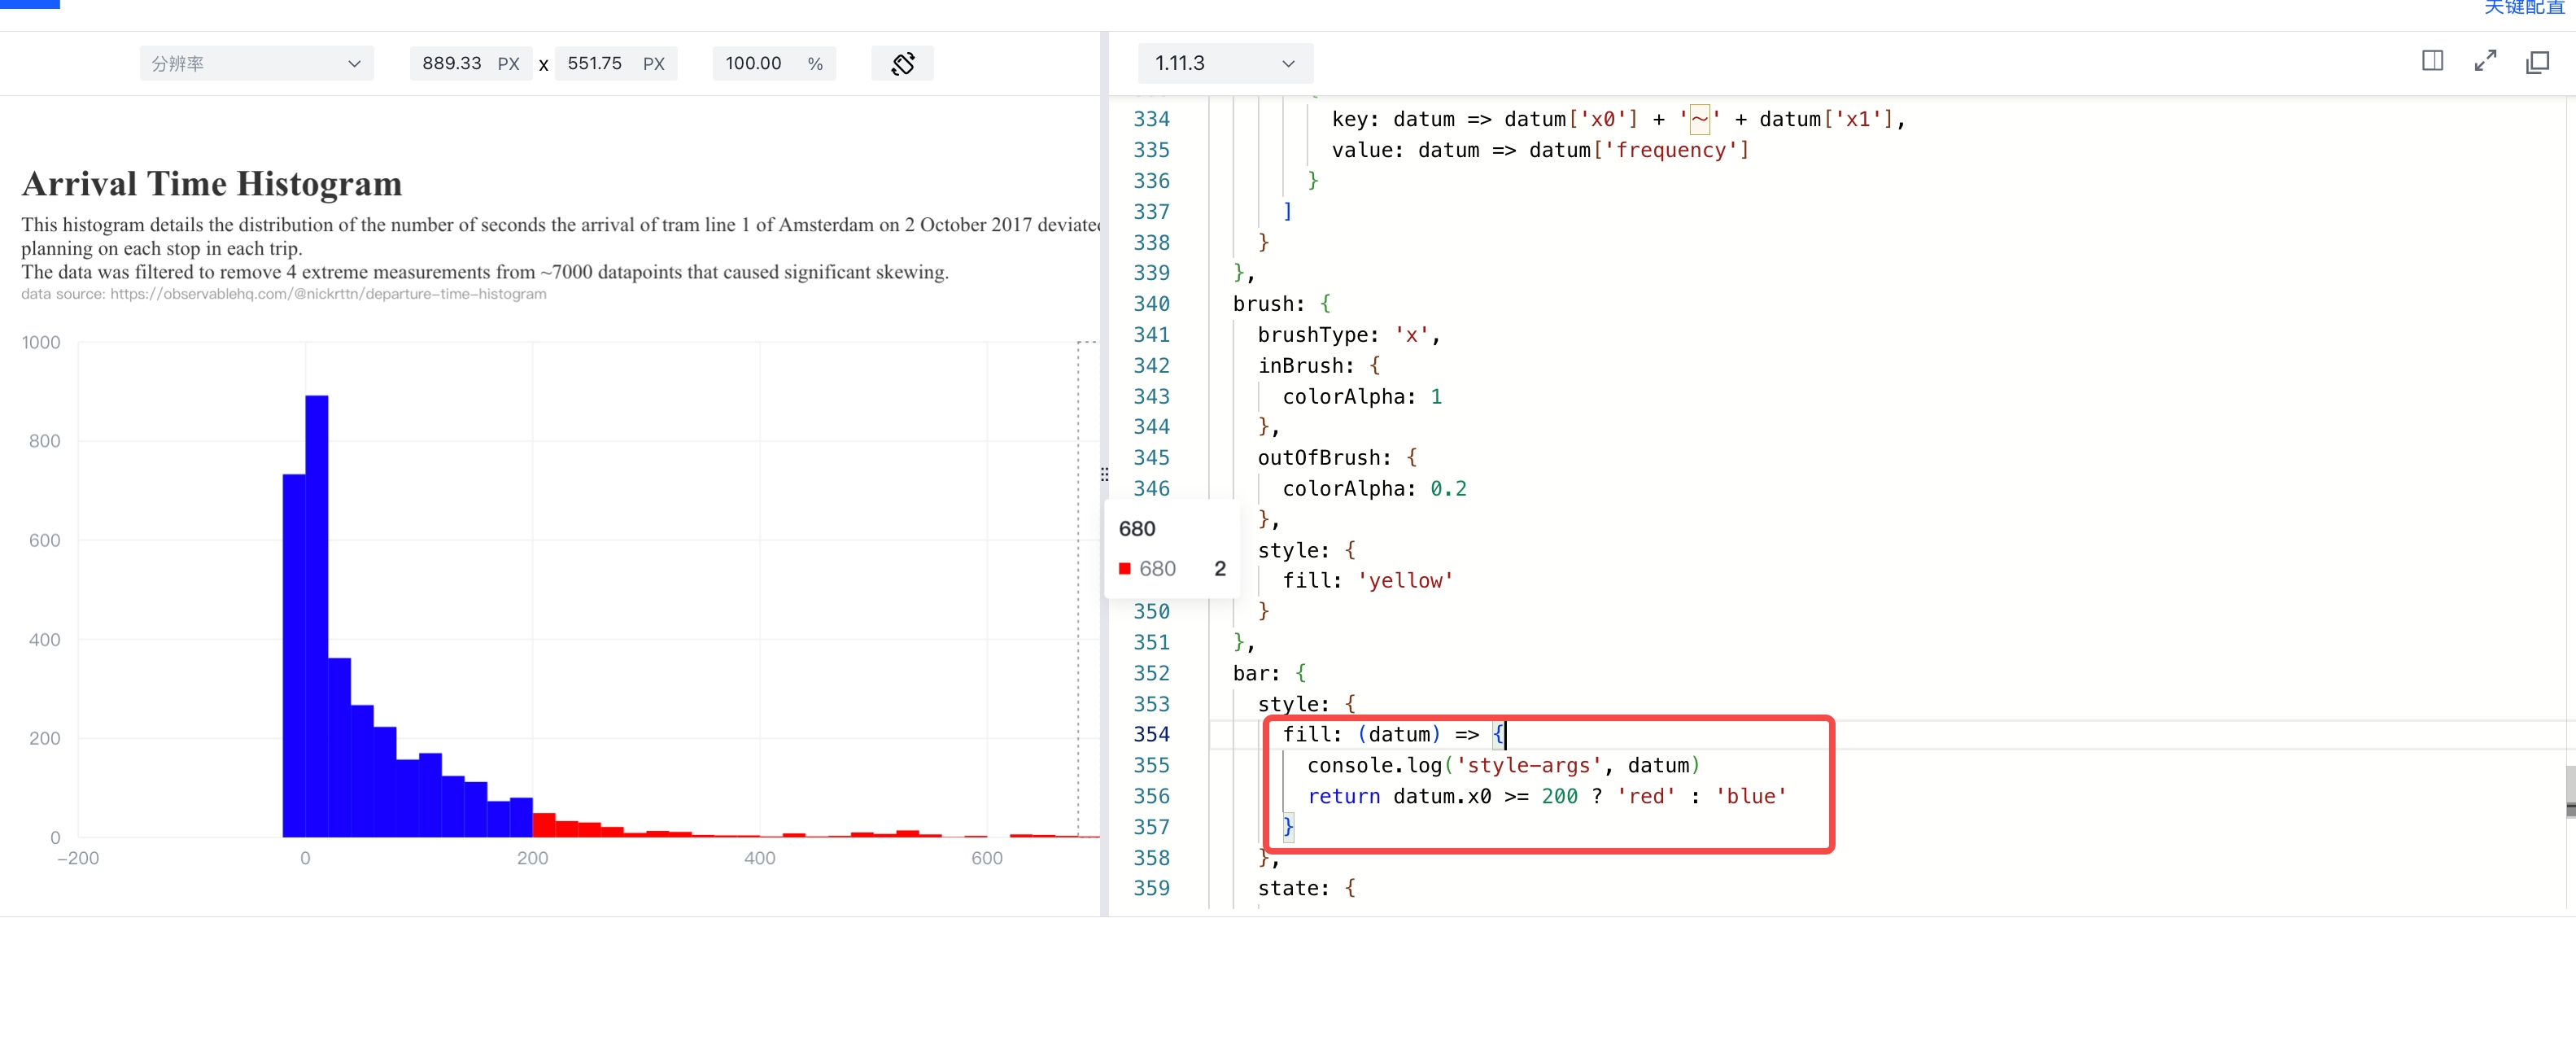 关键配置
分辨率
889.33 PX x 551.75 PX
100.00 %
1.11.3
Arrival Time Histogram
This histogram details the distribution of the number of seconds the arrival of tram line 1 of Amsterdam on 2 October 2017 deviated
planning on each stop in each trip.
The data was filtered to remove 4 extreme measurements from ~7000 datapoints that caused significant skewing.
data source: https://observablehq.com/@nickrttn/departure-time-histogram
1000
800
600
400
200
0
-200 0 200 400 600
680
680 2
334 key: datum => datum['x0'] + '～' + datum['x1'],
335 value: datum => datum['frequency']
336 }
337 ]
338 }
339 },
340 brush: {
341 brushType: 'x',
342 inBrush: {
343 colorAlpha: 1
344 },
345 outOfBrush: {
346 colorAlpha: 0.2
},
style: {
fill: 'yellow'
350 }
351 },
352 bar: {
353 style: {
354 fill: (datum) => {
355 console.log('style-args', datum)
356 return datum.x0 >= 200 ? 'red' : 'blue'
357 }
358 },
359 state: {